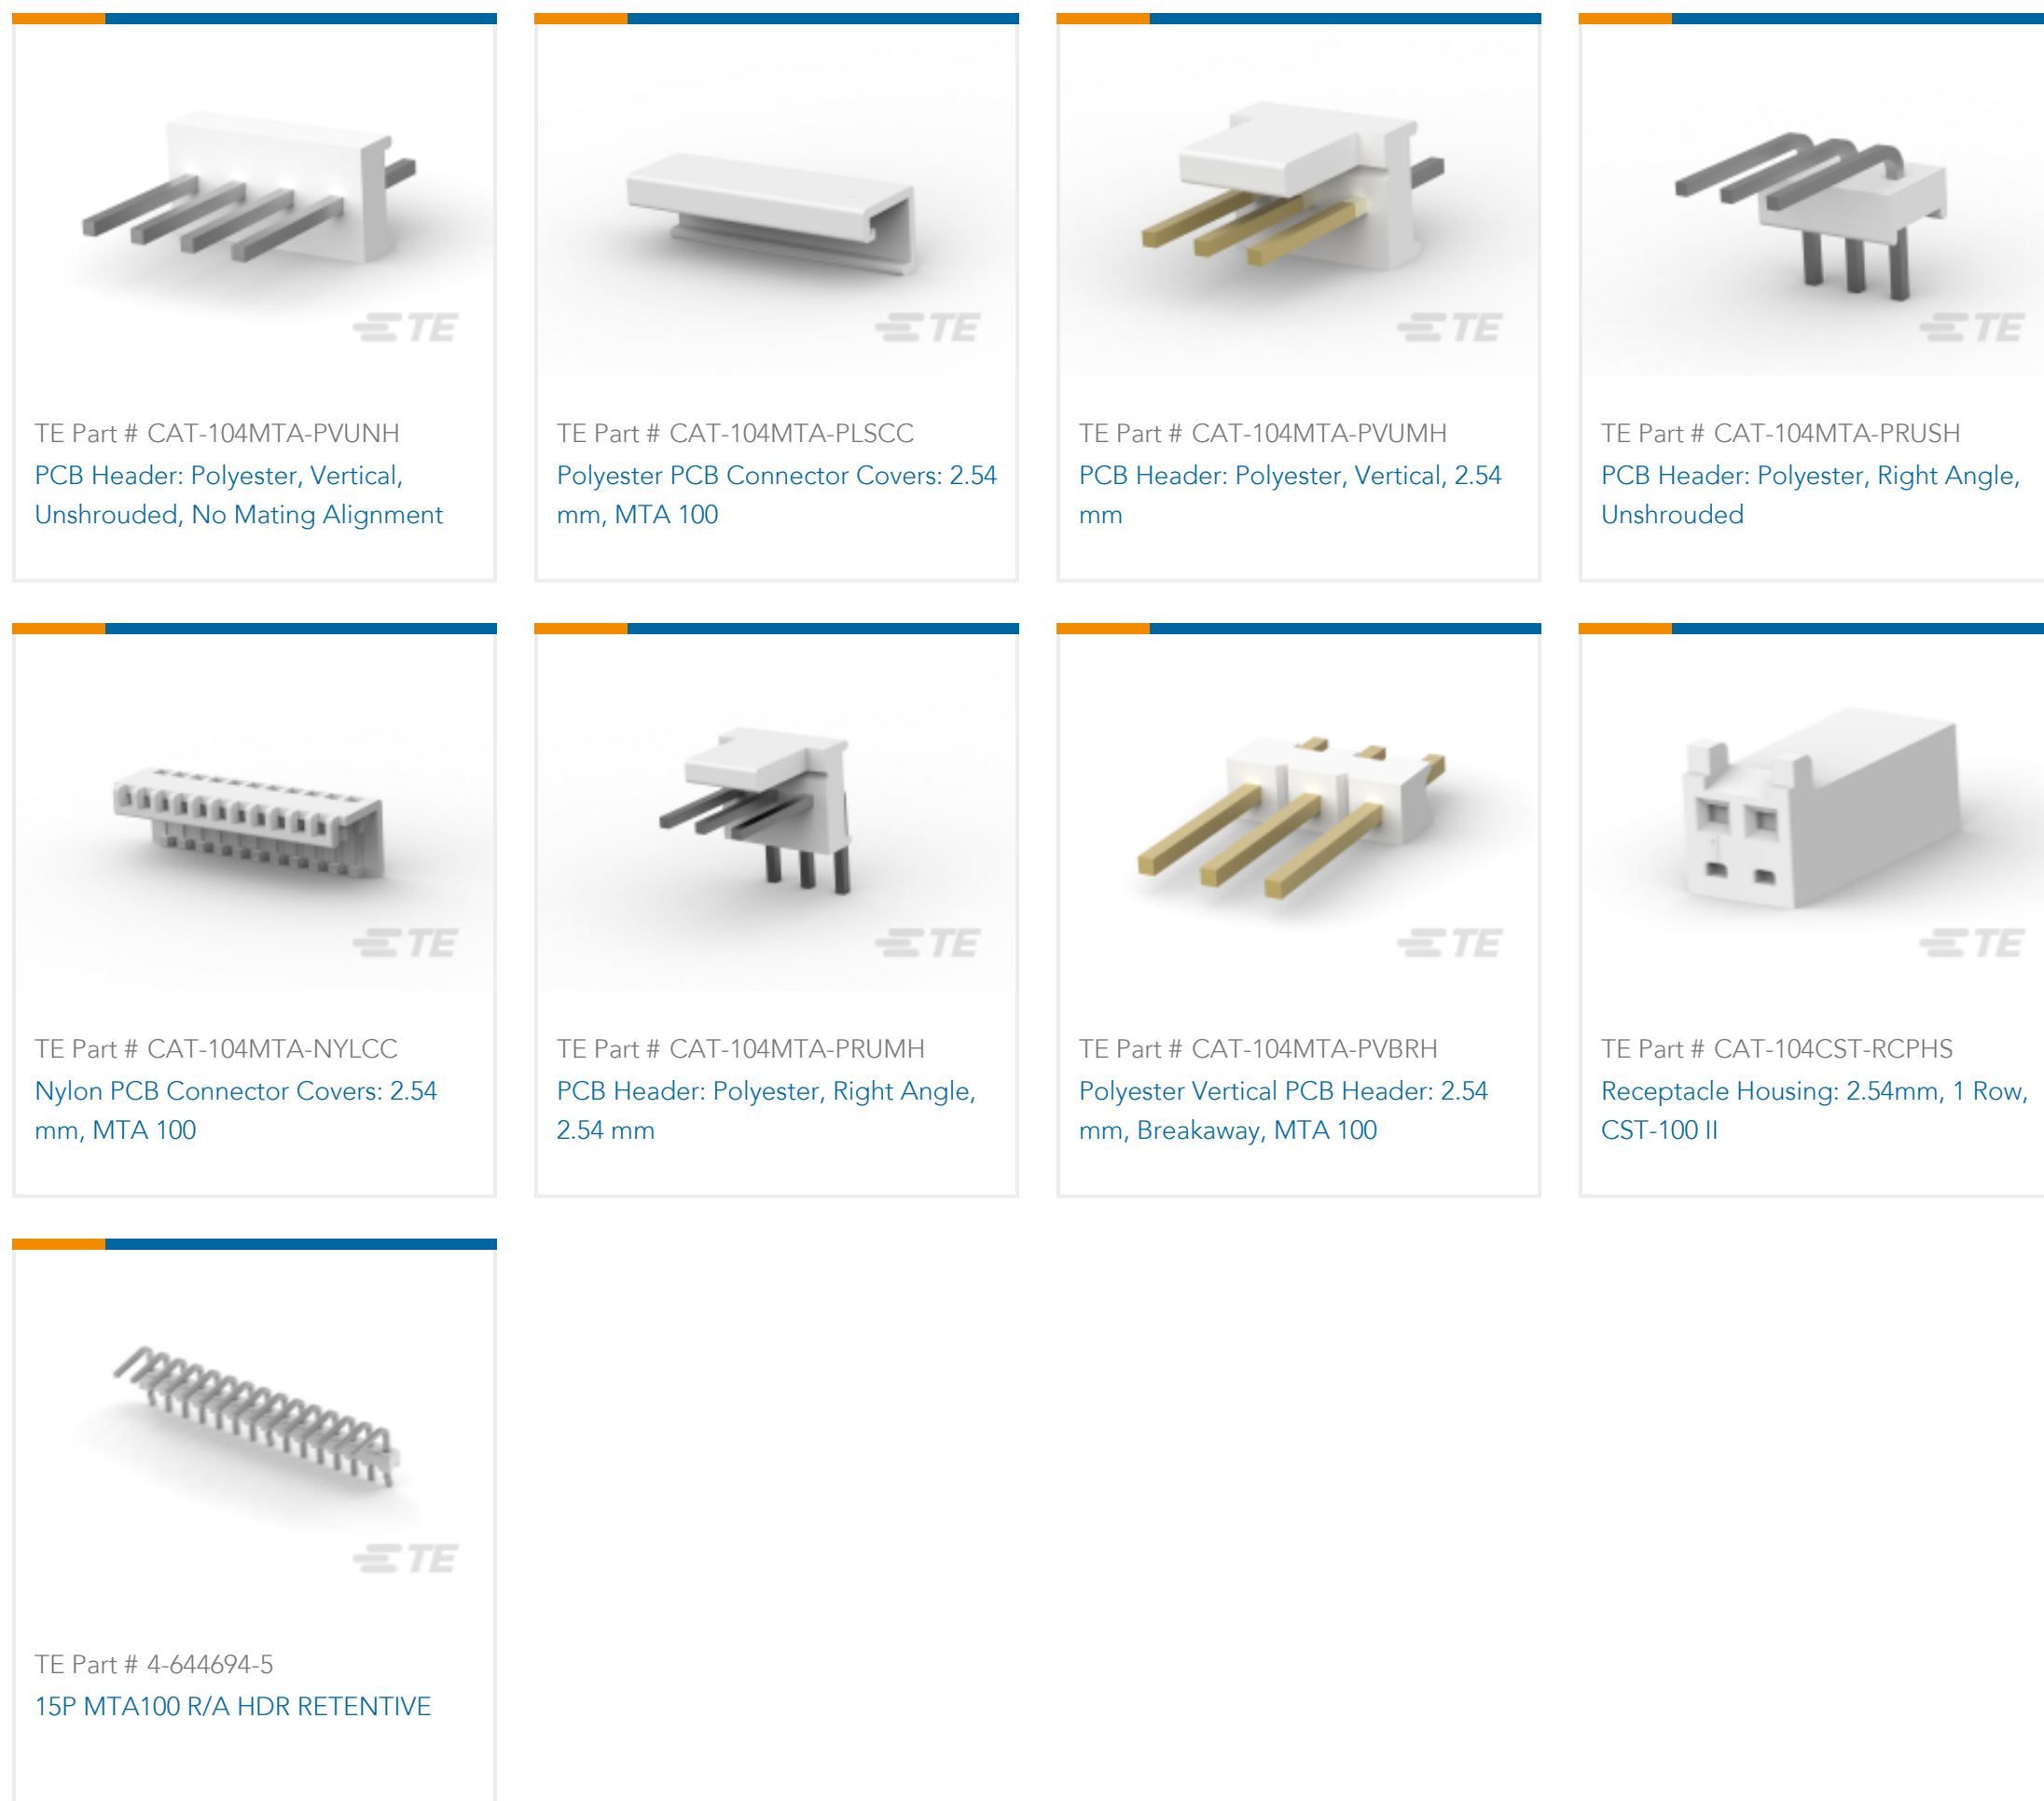 TE
TE
TE
TE
TE Part # CAT-104MTA-PVUNH
PCB Header: Polyester, Vertical,
Unshrouded, No Mating Alignment
TE Part # CAT-104MTA-PLSCC
Polyester PCB Connector Covers: 2.54
mm, MTA 100
TE Part # CAT-104MTA-PVUMH
PCB Header: Polyester, Vertical, 2.54
mm
TE Part # CAT-104MTA-PRUSH
PCB Header: Polyester, Right Angle,
Unshrouded
TE
TE
TE
TE
TE Part # CAT-104MTA-NYLCC
Nylon PCB Connector Covers: 2.54
mm, MTA 100
TE Part # CAT-104MTA-PRUMH
PCB Header: Polyester, Right Angle,
2.54 mm
TE Part # CAT-104MTA-PVBRH
Polyester Vertical PCB Header: 2.54
mm, Breakaway, MTA 100
TE Part # CAT-104CST-RCPHS
Receptacle Housing: 2.54mm, 1 Row,
CST-100 II
TE
TE Part # 4-644694-5
15P MTA100 R/A HDR RETENTIVE